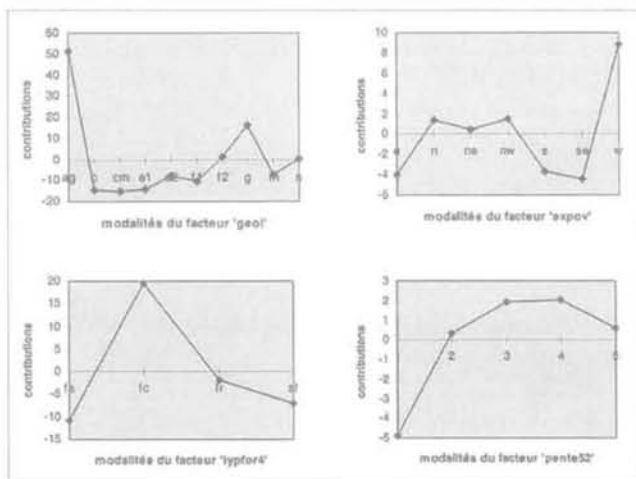 60
50
40
30
20
10
0
-10
-20
contributions
ag
c
cm
e1
f2
g
m
n
modalités du facteur 'geol'
10
8
6
4
2
0
-2
-4
-6
contributions
e
n
ne
nw
s
sw
w
modalités du facteur 'expov'
20
15
10
5
0
-5
-10
-15
contributions
fs
fc
fr
sf
modalités du facteur 'typfor4'
3
2
1
0
-1
-2
-3
-4
-5
contributions
2
3
4
5
modalités du facteur 'pente52'